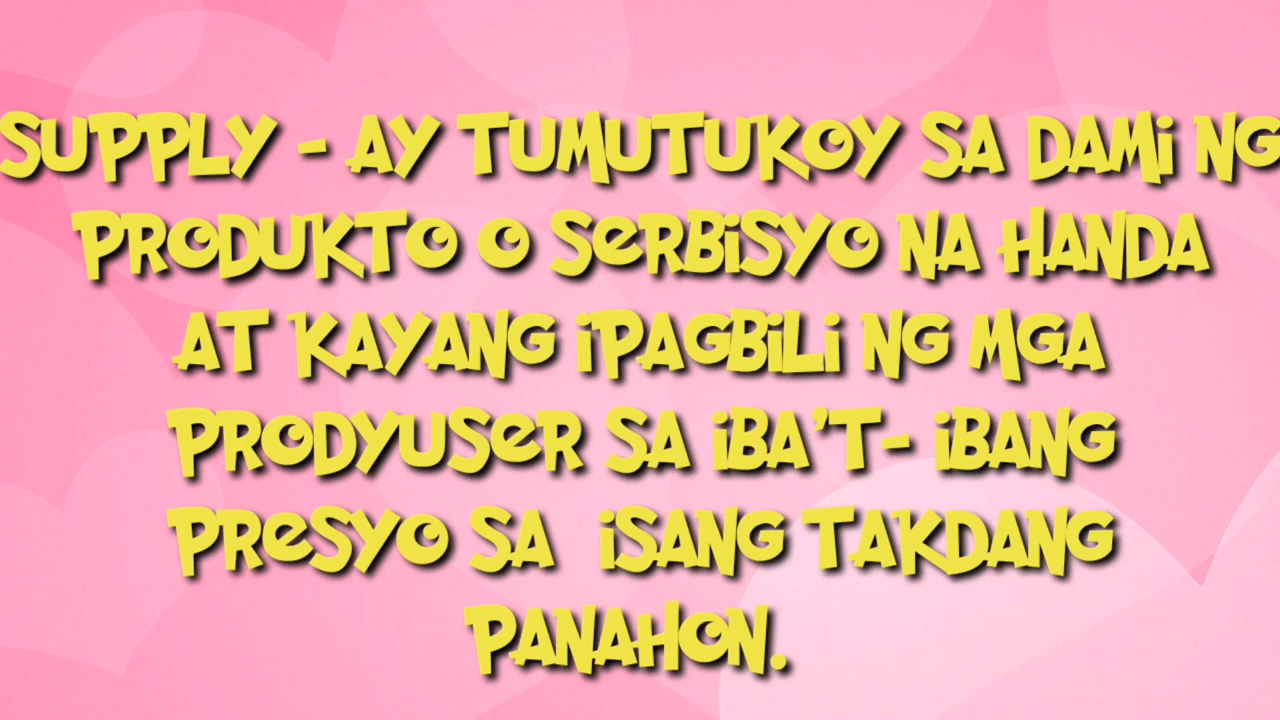 SUPPLY - AY TUMUTUKOY SA DAMI NG
PRODUKTO O SERBISYO NA HANDA
AT KAYANG IPAGBILI NG MGA
PRODYUSER SA IBA'T- IBANG
PRESYO SA ISANG TAKDANG
PANAHON.